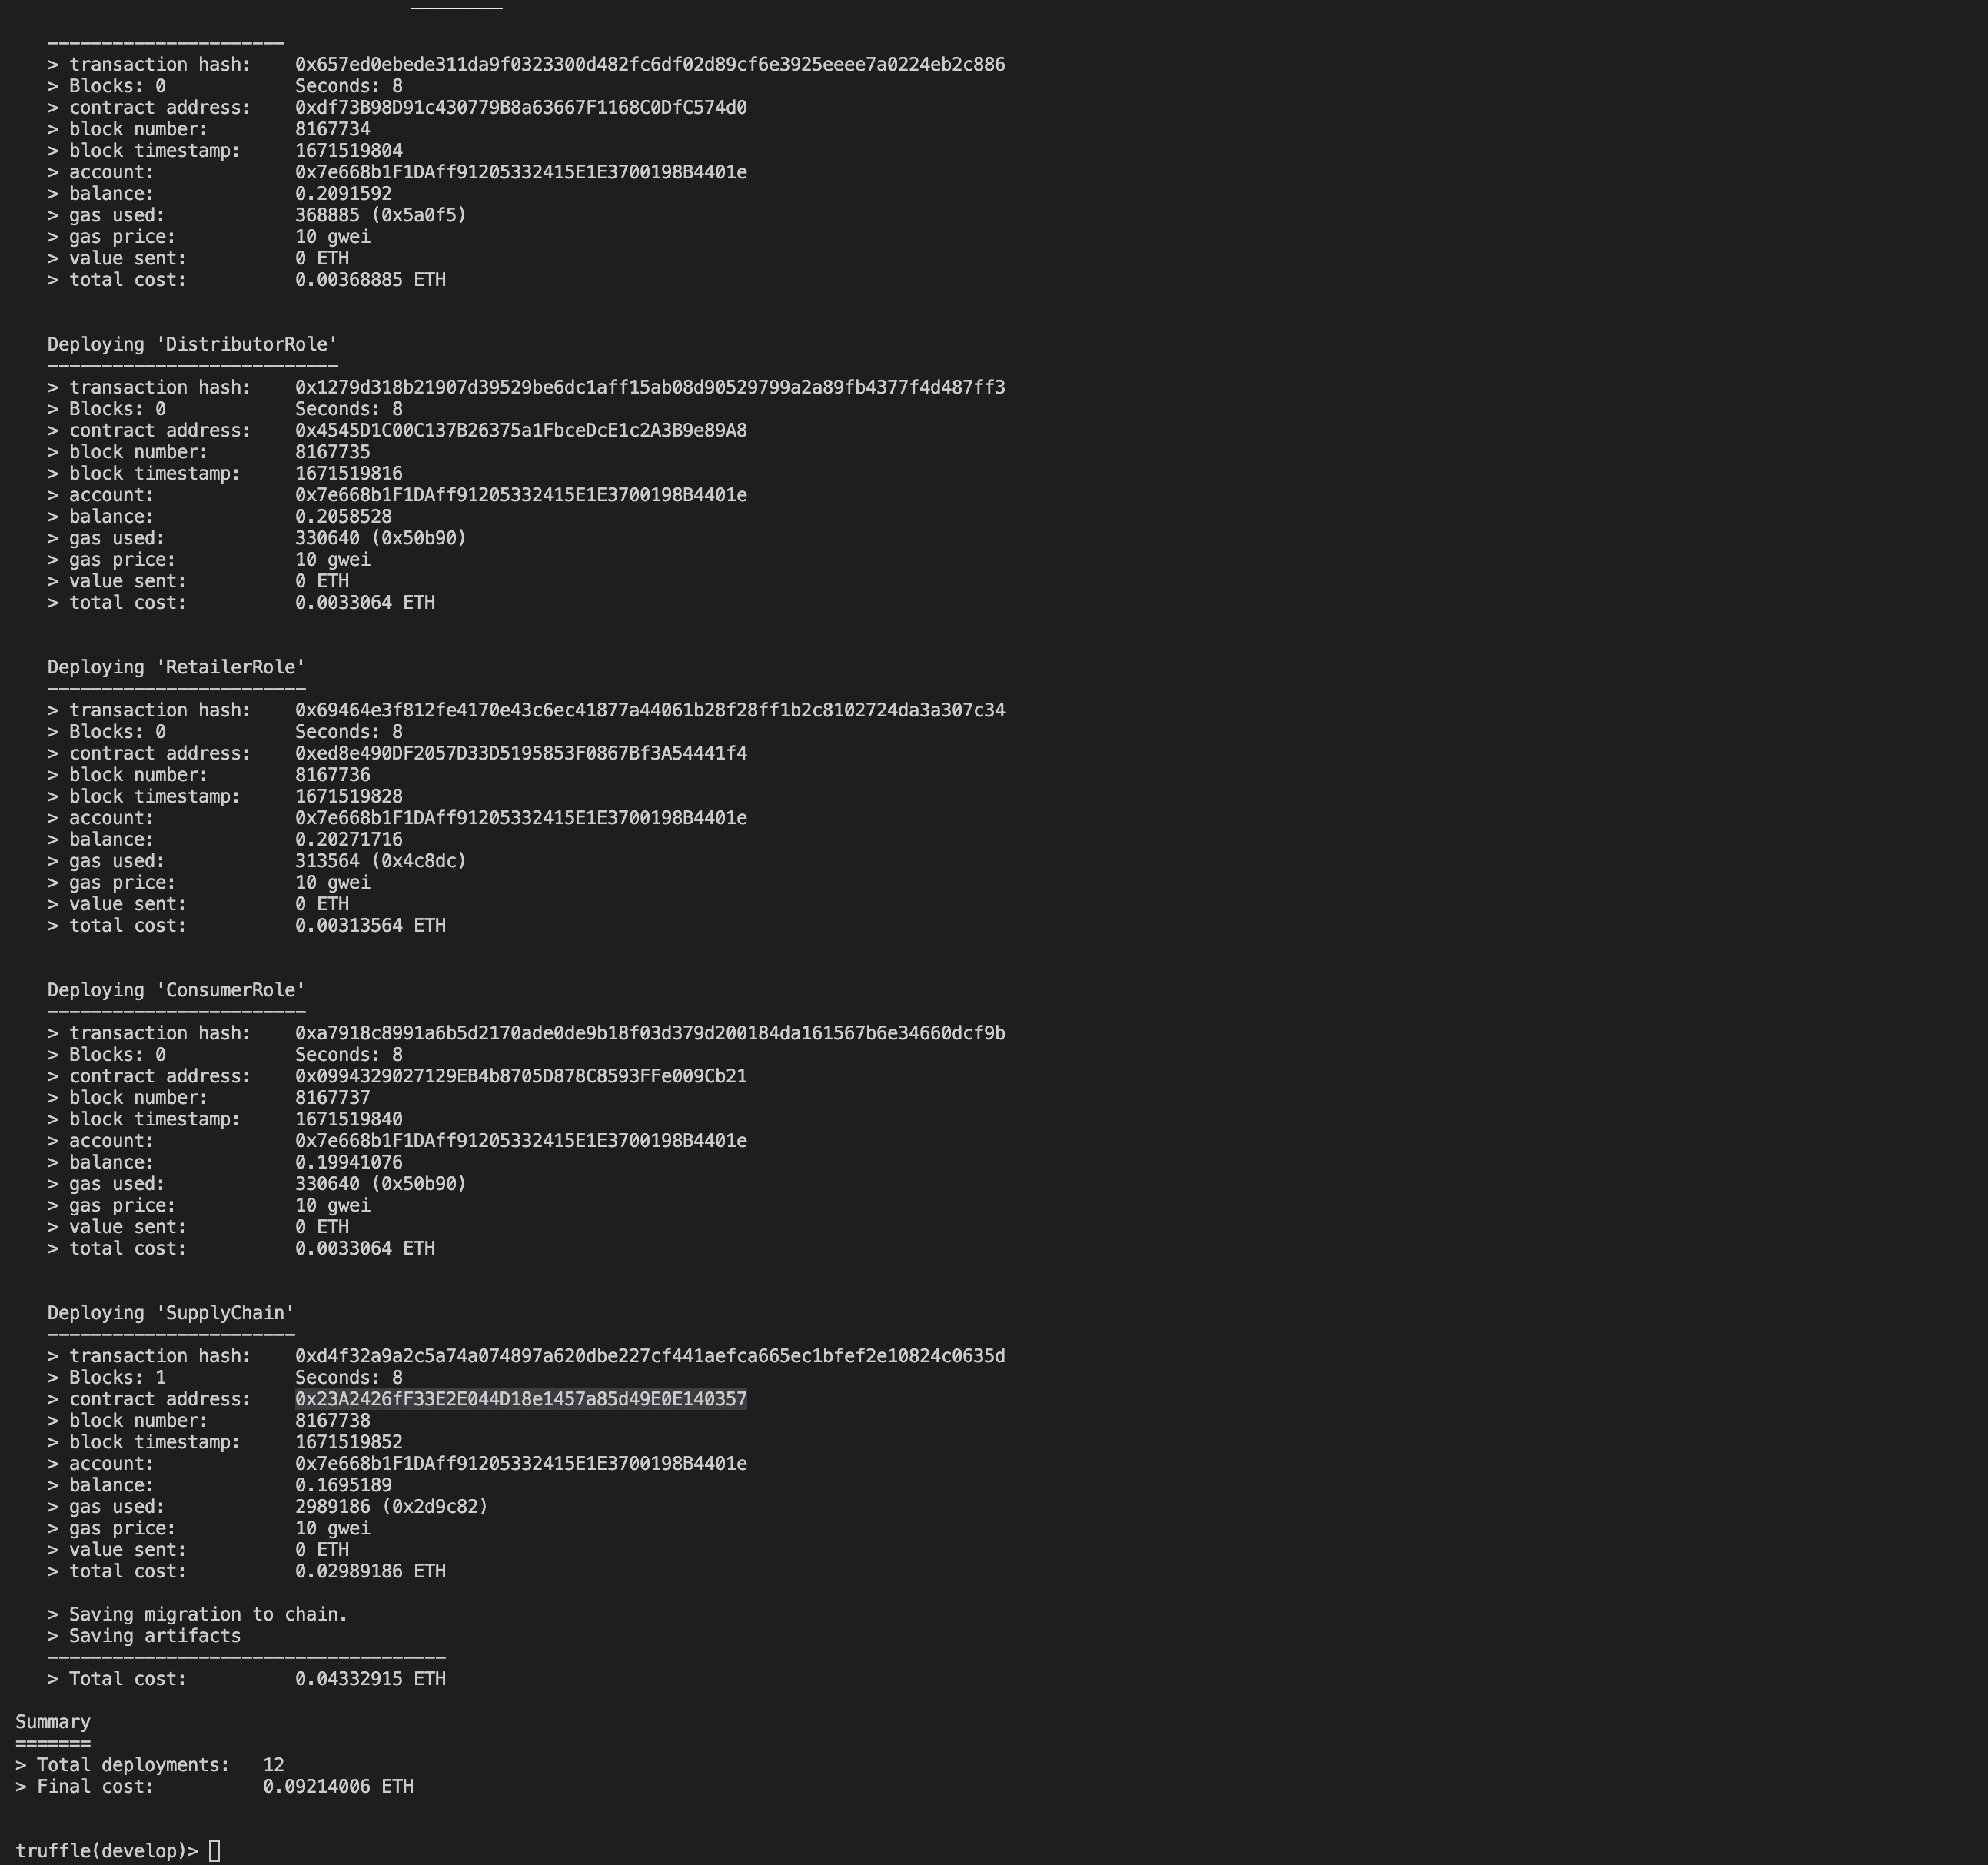 ----------------------
> transaction hash:    0x657ed0ebede311da9f0323300d482fc6df02d89cf6e3925eeee7a0224eb2c886
> Blocks: 0            Seconds: 8
> contract address:    0xdf73B98D91c430779B8a63667F1168C0DfC574d0
> block number:        8167734
> block timestamp:     1671519804
> account:             0x7e668b1F1DAff91205332415E1E3700198B4401e
> balance:             0.2091592
> gas used:            368885 (0x5a0f5)
> gas price:           10 gwei
> value sent:          0 ETH
> total cost:          0.00368885 ETH
Deploying 'DistributorRole'
---------------------------
> transaction hash:    0x1279d318b21907d39529be6dc1aff15ab08d90529799a2a89fb4377f4d487ff3
> Blocks: 0            Seconds: 8
> contract address:    0x4545D1C00C137B26375a1FbceDcE1c2A3B9e89A8
> block number:        8167735
> block timestamp:     1671519816
> account:             0x7e668b1F1DAff91205332415E1E3700198B4401e
> balance:             0.2058528
> gas used:            330640 (0x50b90)
> gas price:           10 gwei
> value sent:          0 ETH
> total cost:          0.0033064 ETH
Deploying 'RetailerRole'
------------------------
> transaction hash:    0x69464e3f812fe4170e43c6ec41877a44061b28f28ff1b2c8102724da3a307c34
> Blocks: 0            Seconds: 8
> contract address:    0xed8e490DF2057D33D5195853F0867Bf3A54441f4
> block number:        8167736
> block timestamp:     1671519828
> account:             0x7e668b1F1DAff91205332415E1E3700198B4401e
> balance:             0.20271716
> gas used:            313564 (0x4c8dc)
> gas price:           10 gwei
> value sent:          0 ETH
> total cost:          0.00313564 ETH
Deploying 'ConsumerRole'
------------------------
> transaction hash:    0xa7918c8991a6b5d2170ade0de9b18f03d379d200184da161567b6e34660dcf9b
> Blocks: 0            Seconds: 8
> contract address:    0x0994329027129EB4b8705D878C8593FFe009Cb21
> block number:        8167737
> block timestamp:     1671519840
> account:             0x7e668b1F1DAff91205332415E1E3700198B4401e
> balance:             0.19941076
> gas used:            330640 (0x50b90)
> gas price:           10 gwei
> value sent:          0 ETH
> total cost:          0.0033064 ETH
Deploying 'SupplyChain'
-----------------------
> transaction hash:    0xd4f32a9a2c5a74a074897a620dbe227cf441aefca665ec1bfef2e10824c0635d
> Blocks: 1            Seconds: 8
> contract address:    0x23A2426fF33E2E044D18e1457a85d49E0E140357
> block number:        8167738
> block timestamp:     1671519852
> account:             0x7e668b1F1DAff91205332415E1E3700198B4401e
> balance:             0.1695189
> gas used:            2989186 (0x2d9c82)
> gas price:           10 gwei
> value sent:          0 ETH
> total cost:          0.02989186 ETH
> Saving migration to chain.
> Saving artifacts
-------------------------------------
> Total cost:          0.04332915 ETH
Summary
=======
> Total deployments:   12
> Final cost:          0.09214006 ETH
truffle(develop)>